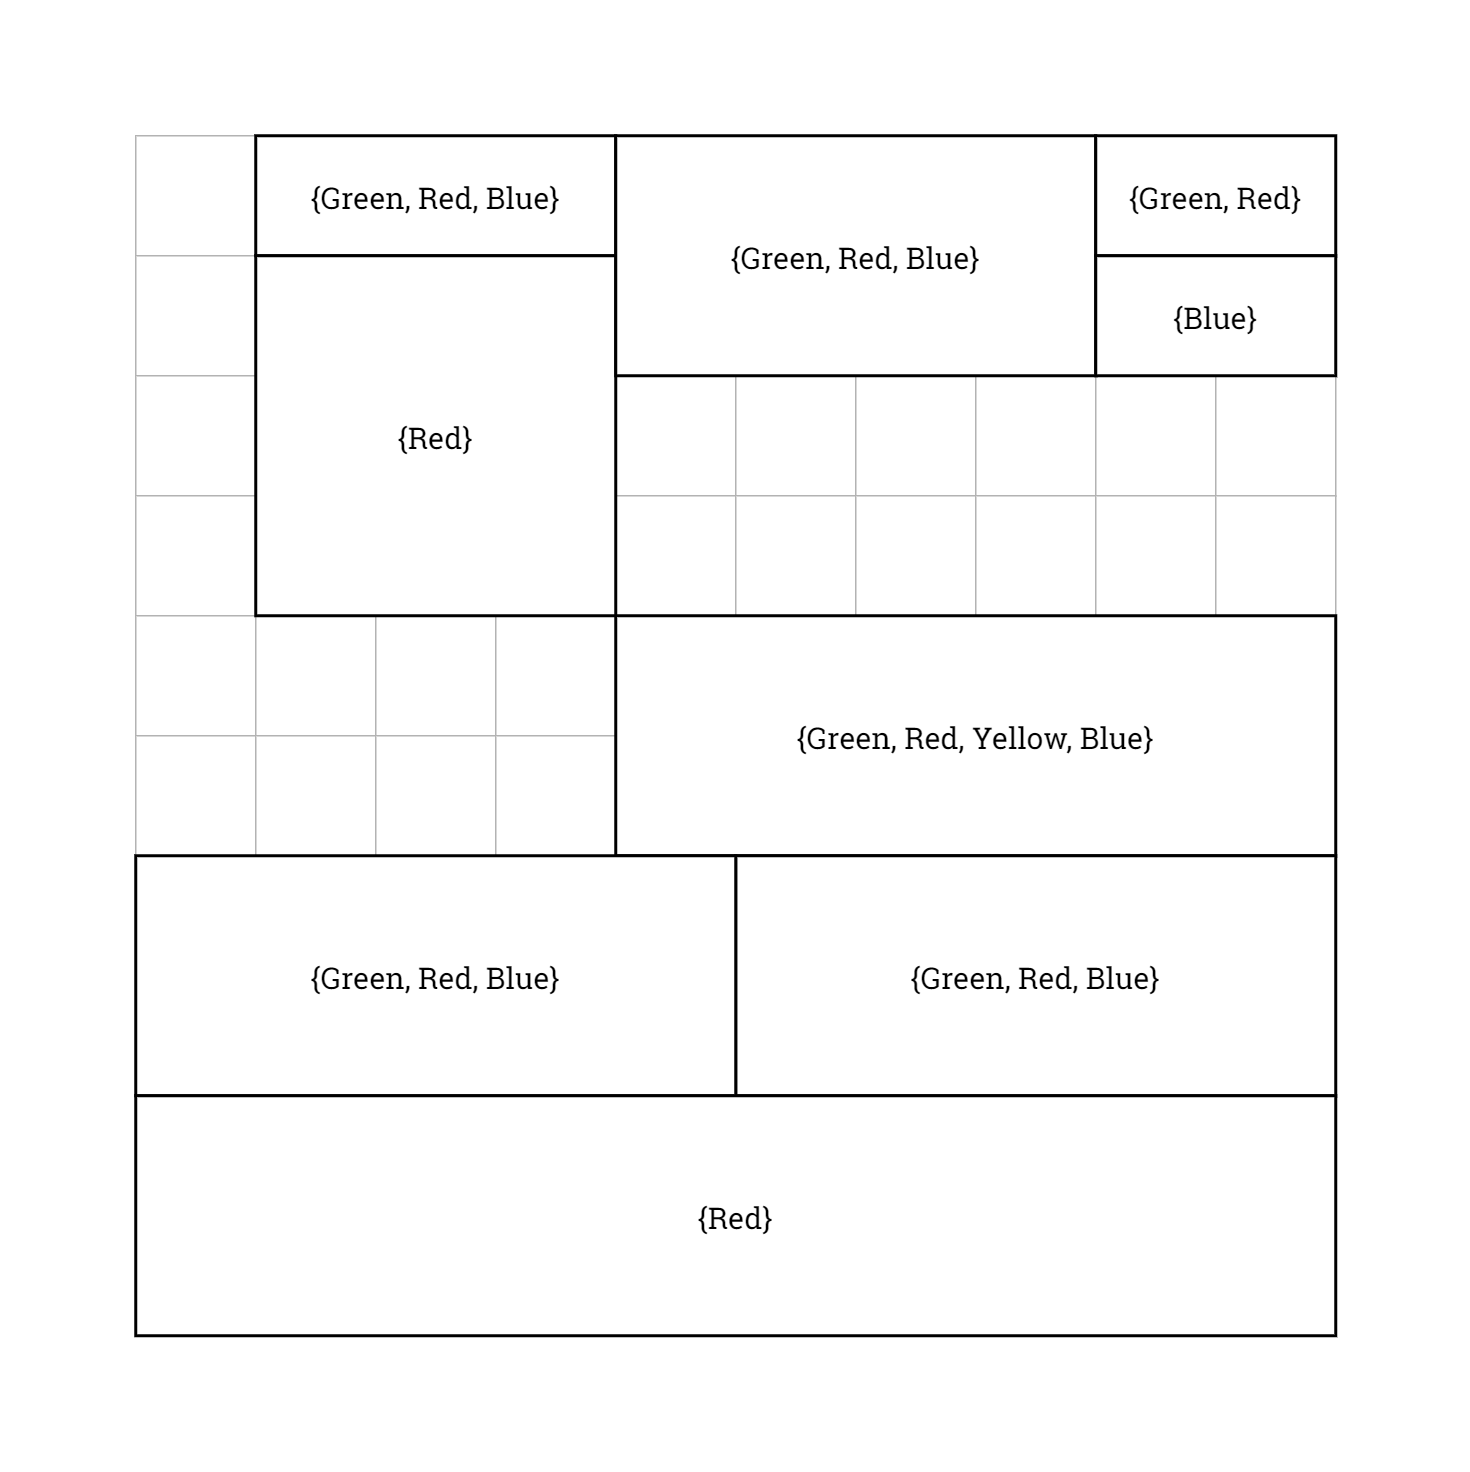 {Green, Red, Blue}
{Green, Red, Blue}
{Green, Red}
{Blue}
{Red}
{Green, Red, Yellow, Blue}
{Green, Red, Blue}
{Green, Red, Blue}
{Red}